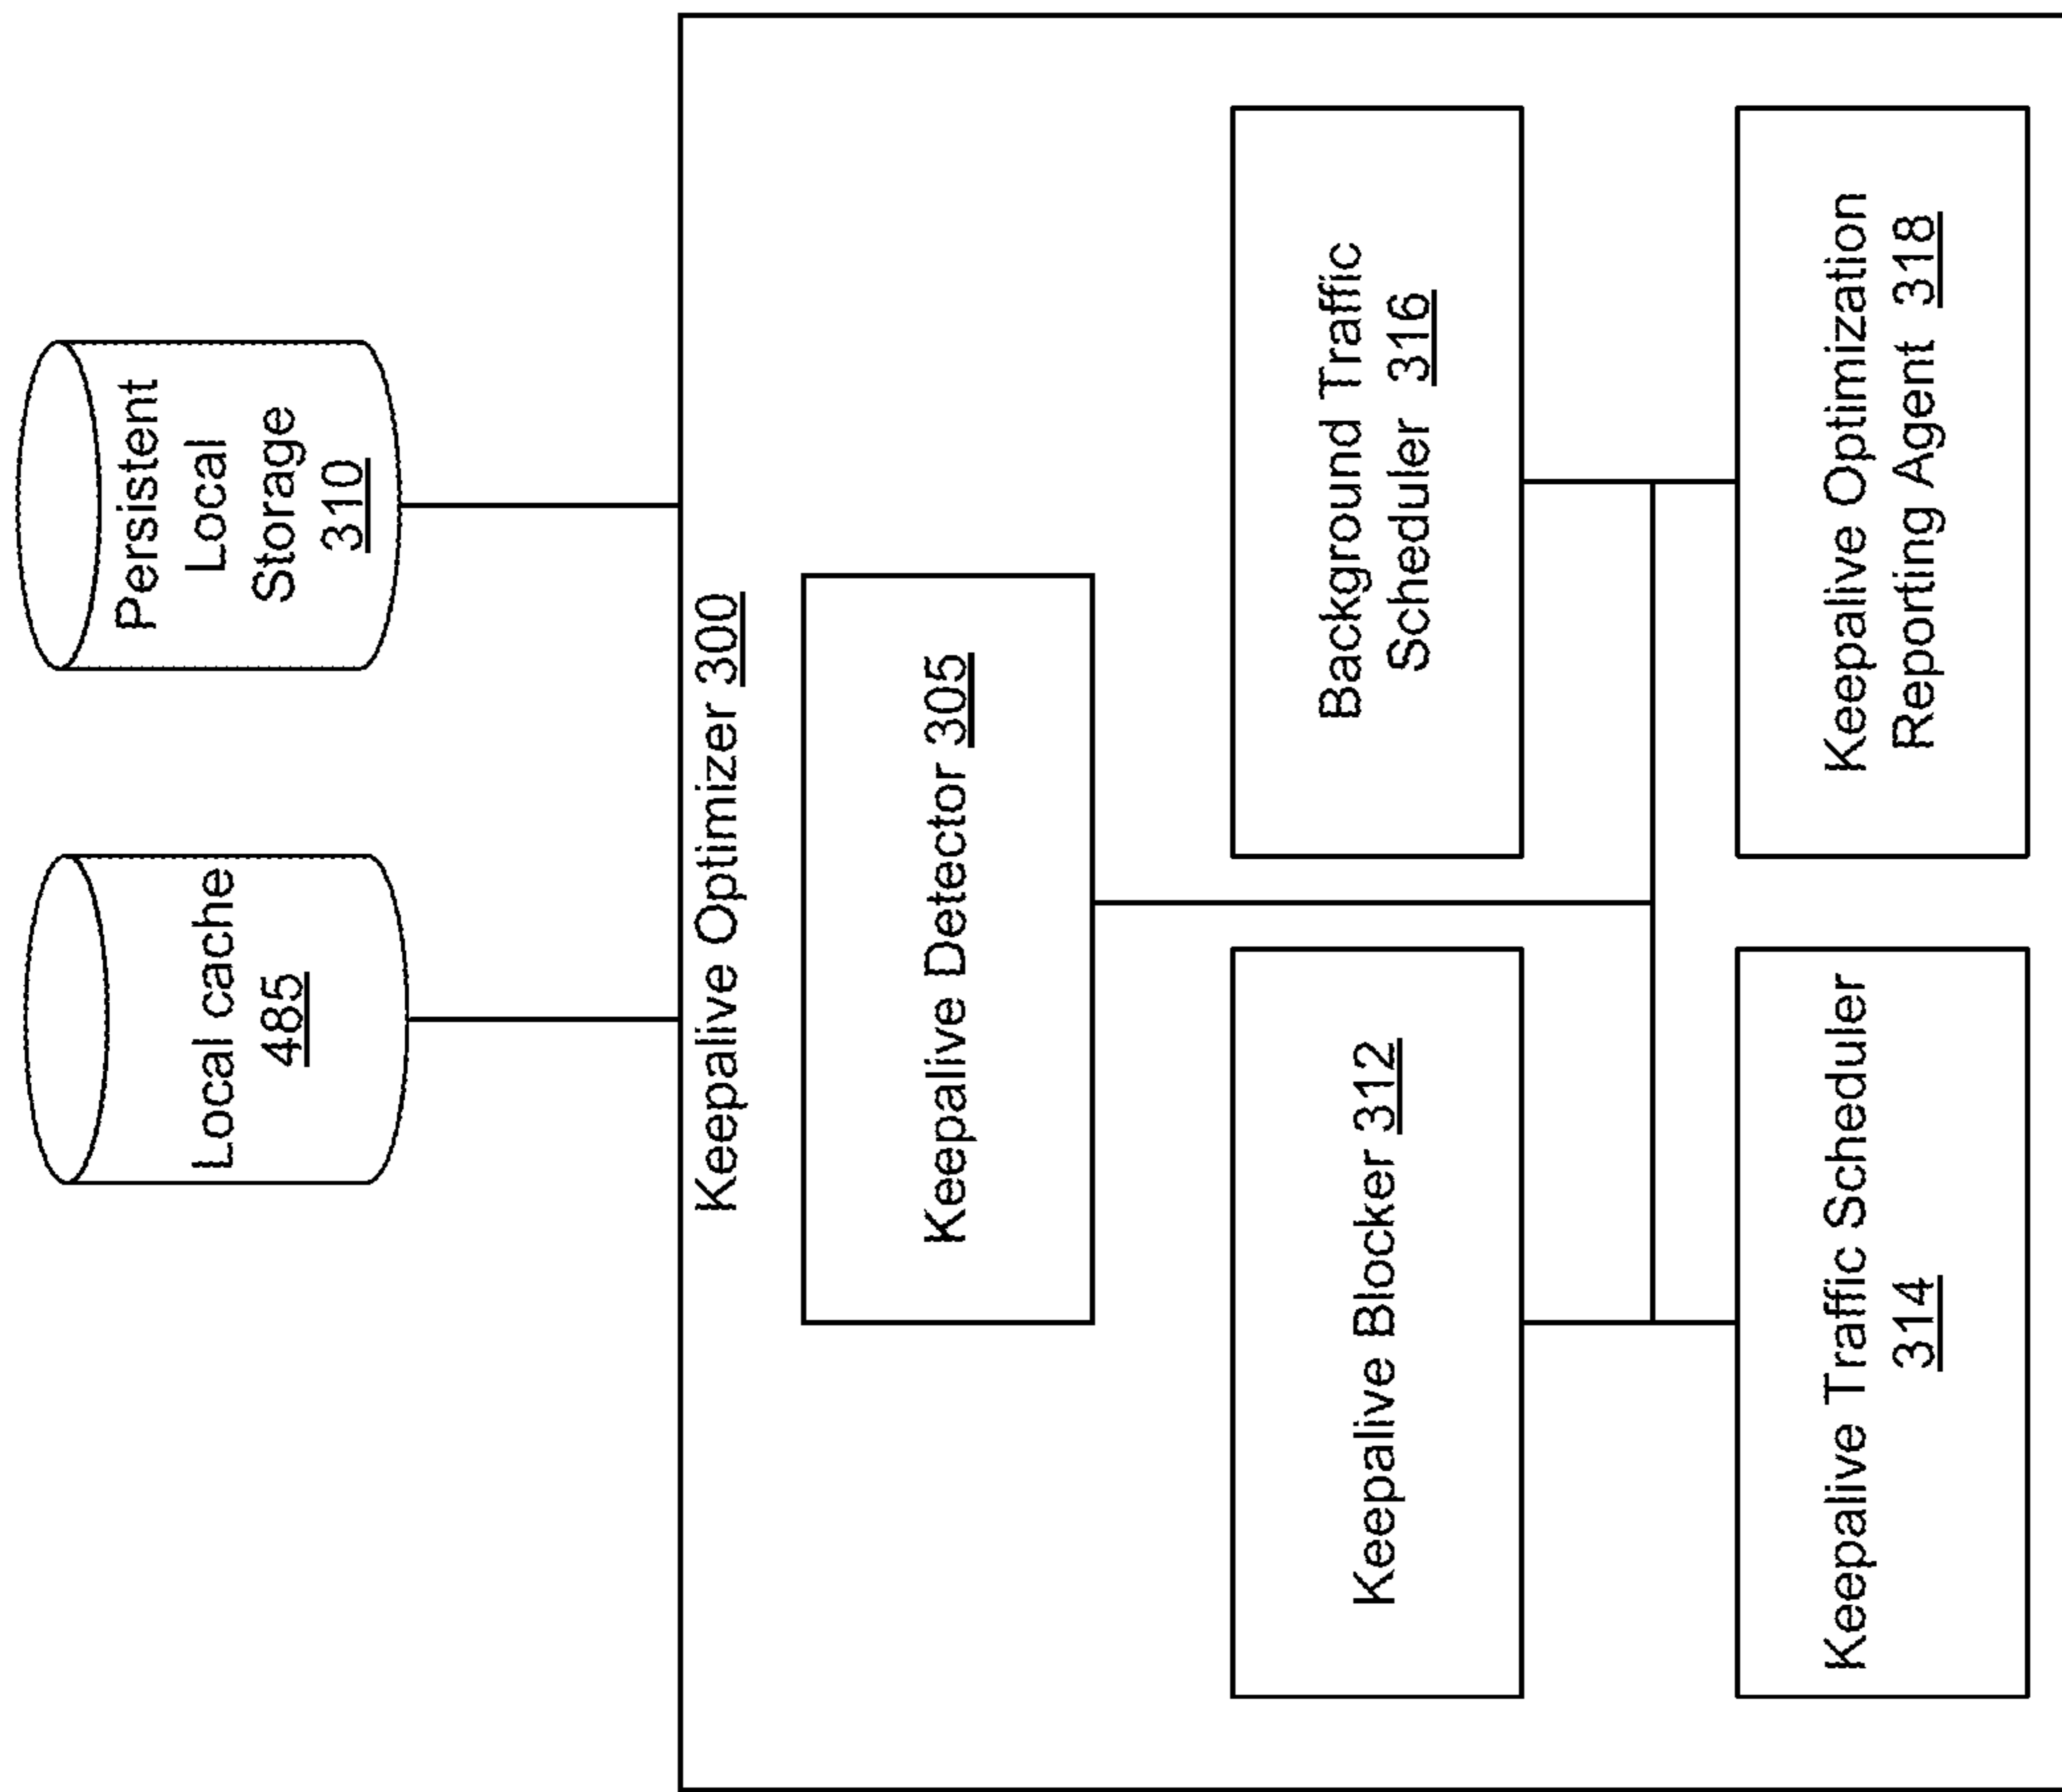 Local cache
485
Persistent
Local
Storage
310
Keepalive Optimizer 300
Keepalive Detector 305
Keepalive Blocker 312
Background Traffic
Scheduler 316
Keepalive Traffic Scheduler
314
Keepalive Optimization
Reporting Agent 318